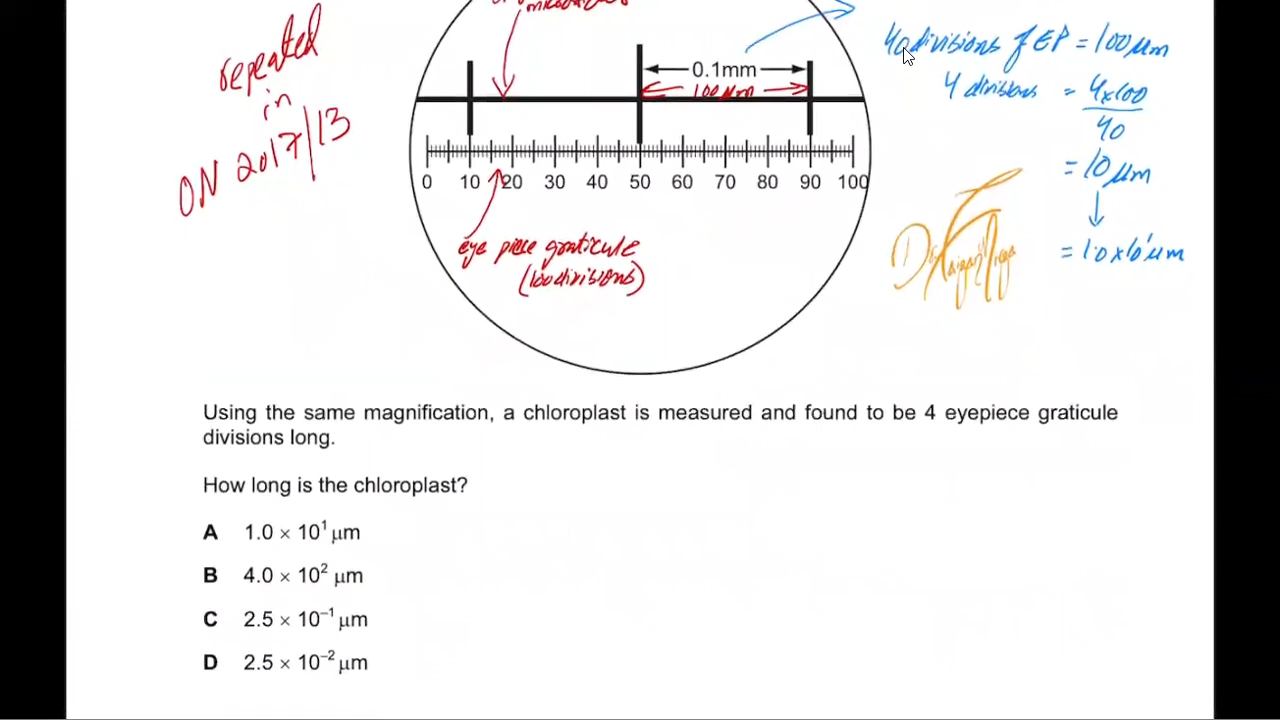 repeated
in
ON 2017/13
0.1mm
100 μm
0 10 20 30 40 50 60 70 80 90 100
eye piece graticule
(100 divisions)
40 divisions of EP = 100 μm
4 divisions = 4×100
40
= 10 μm
= 1.0 × 10¹ μm
Using the same magnification, a chloroplast is measured and found to be 4 eyepiece graticule
divisions long.
How long is the chloroplast?
A 1.0 × 10¹ μm
B 4.0 × 10² μm
C 2.5 × 10⁻¹ μm
D 2.5 × 10⁻² μm